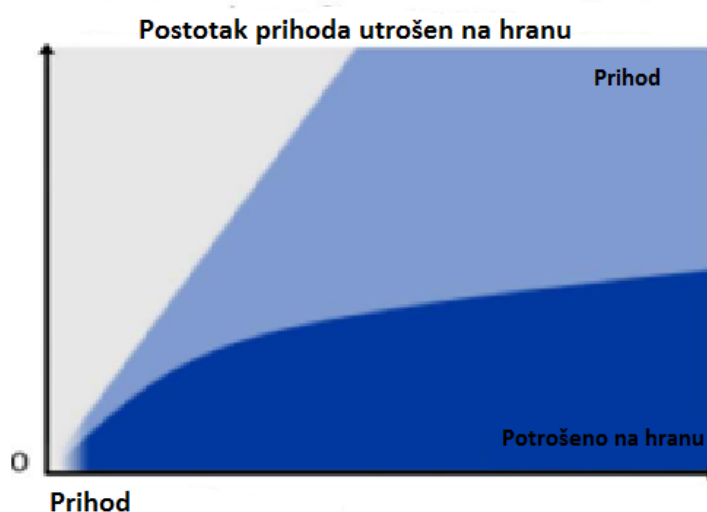 Postotak prihoda utrošen na hranu
Prihod
Potrošeno na hranu
0
Prihod